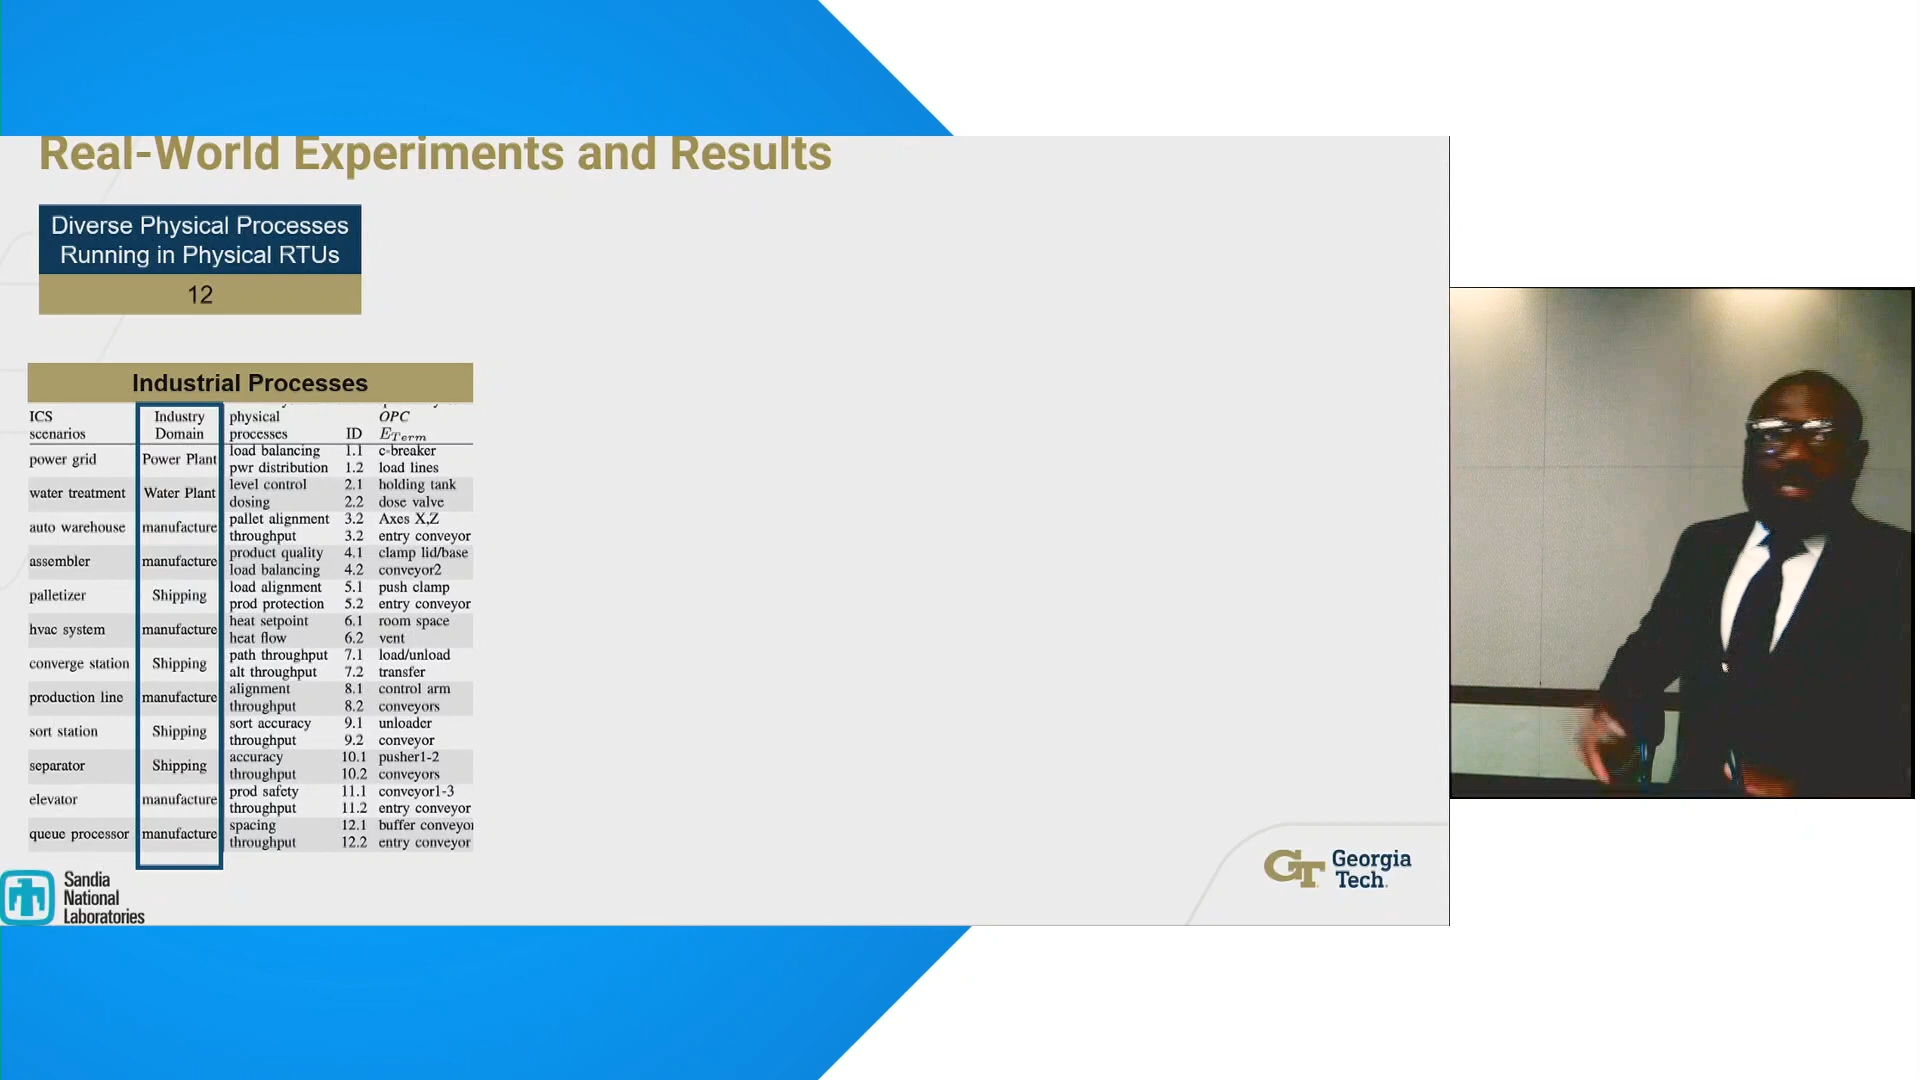 Real-World Experiments and Results
Diverse Physical Processes
Running in Physical RTUs
12
Industrial Processes
ICS scenarios Industry Domain physical processes ID OPC E_Term
power grid Power Plant load balancing 1.1 c-breaker
pwr distribution 1.2 load lines
water treatment Water Plant level control 2.1 holding tank
dosing 2.2 dose valve
auto warehouse manufacture pallet alignment 3.2 Axes X,Z
throughput 3.2 entry conveyor
assembler manufacture product quality 4.1 clamp lid/base
load balancing 4.2 conveyor2
palletizer Shipping load alignment 5.1 push clamp
prod protection 5.2 entry conveyor
hvac system manufacture heat setpoint 6.1 room space
heat flow 6.2 vent
converge station Shipping path throughput 7.1 load/unload
alt throughput 7.2 transfer
production line manufacture alignment 8.1 control arm
throughput 8.2 conveyors
sort station Shipping sort accuracy 9.1 unloader
throughput 9.2 conveyor
separator Shipping accuracy 10.1 pusher1-2
throughput 10.2 conveyors
elevator manufacture prod safety 11.1 conveyor1-3
throughput 11.2 entry conveyor
queue processor manufacture spacing 12.1 buffer conveyor
throughput 12.2 entry conveyor
Sandia
National
Laboratories
GT Georgia
Tech